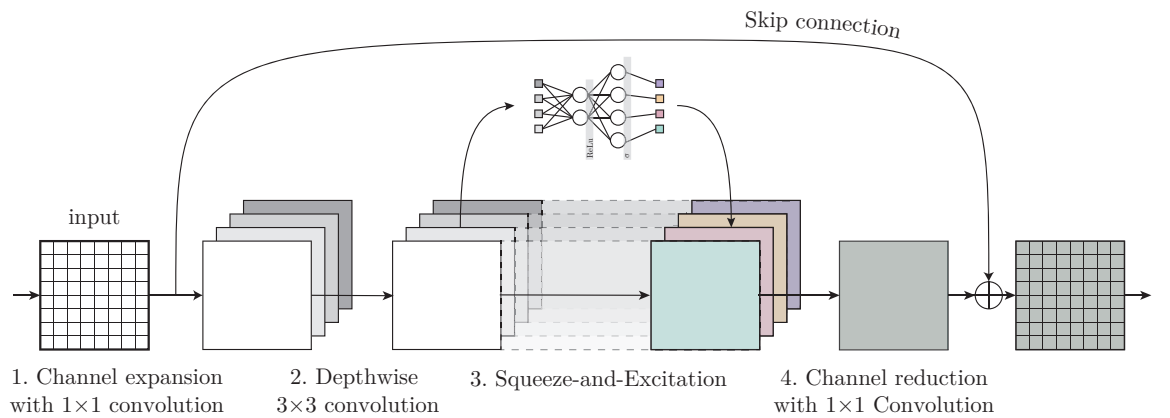 Skip connection
ReLu
σ
input
1. Channel expansion
with 1×1 convolution
2. Depthwise
3×3 convolution
3. Squeeze-and-Excitation
4. Channel reduction
with 1×1 Convolution